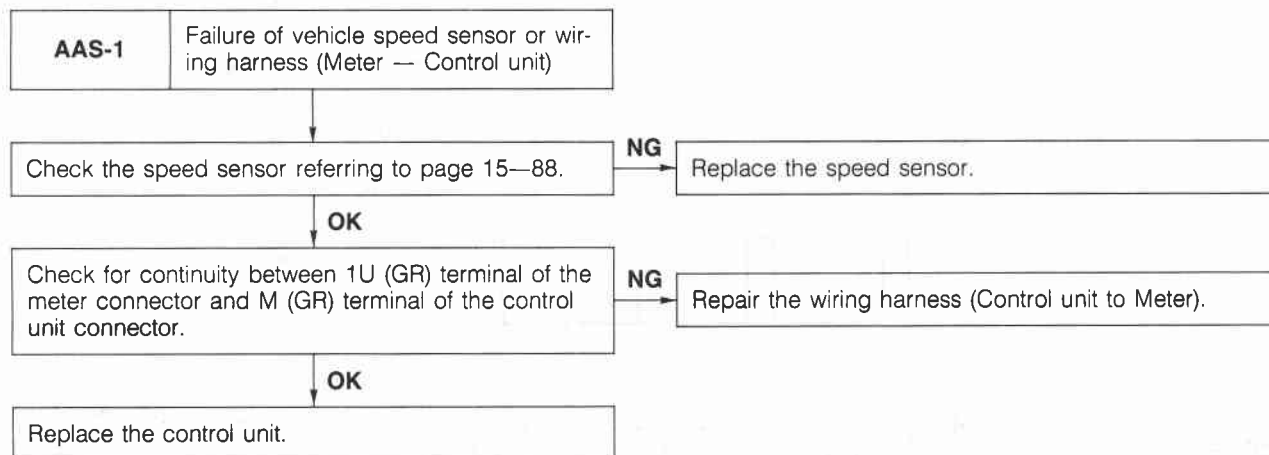 AAS-1
Failure of vehicle speed sensor or wir-
ing harness (Meter — Control unit)
Check the speed sensor referring to page 15—88.
NG
Replace the speed sensor.
OK
Check for continuity between 1U (GR) terminal of the
meter connector and M (GR) terminal of the control
unit connector.
NG
Repair the wiring harness (Control unit to Meter).
OK
Replace the control unit.